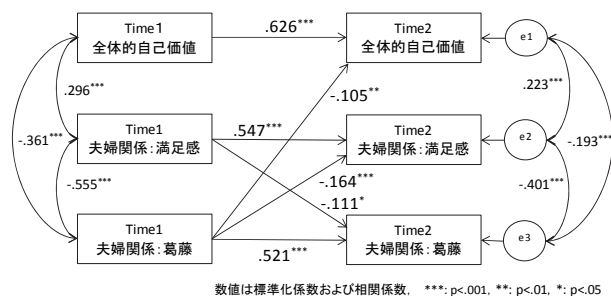 Time1
全体的自己価値
.626***
Time2
全体的自己価値
e1
.296***
-.105**
.223***
-.361***
Time1
夫婦関係：満足感
.547***
Time2
夫婦関係：満足感
e2
-.193***
-.555***
-.164***
-.111*
-.401***
Time1
夫婦関係：葛藤
.521***
Time2
夫婦関係：葛藤
e3
数値は標準化係数および相関係数， ***: p<.001, **: p<.01, *: p<.05